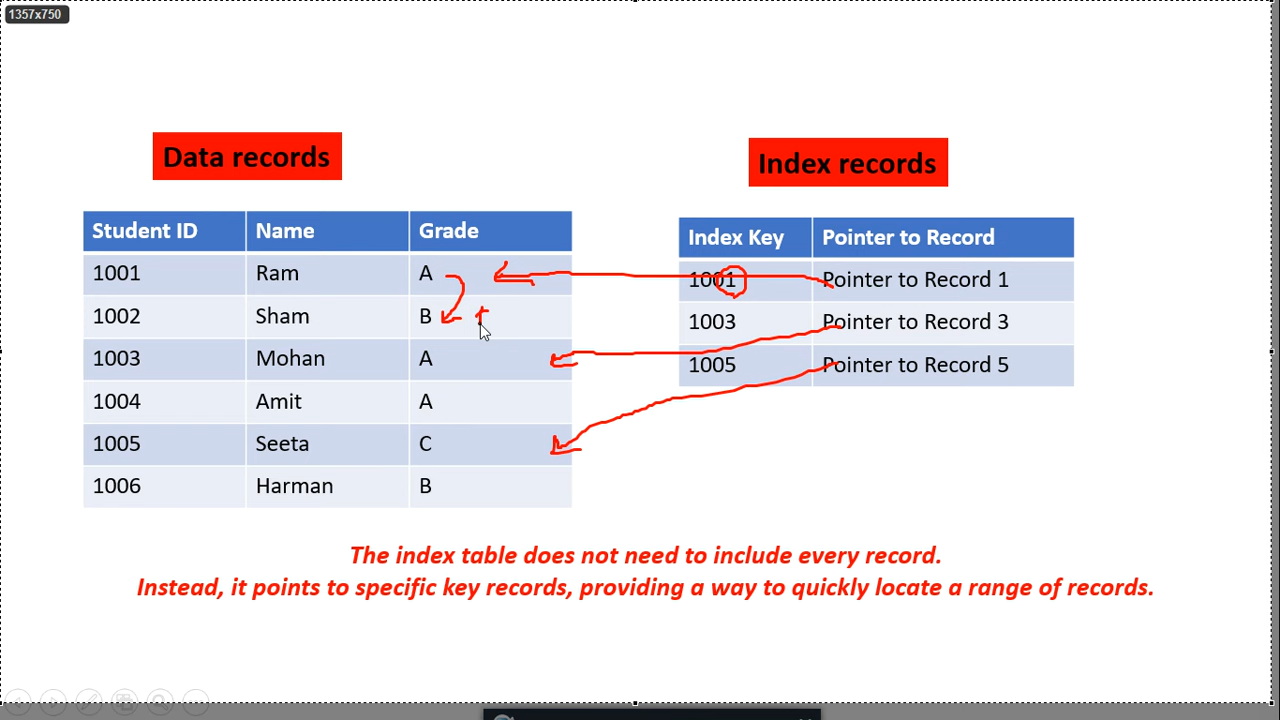 1357x750
Data records
Index records
Student ID Name Grade
1001 Ram A
1002 Sham B
1003 Mohan A
1004 Amit A
1005 Seeta C
1006 Harman B
Index Key Pointer to Record
1001 Pointer to Record 1
1003 Pointer to Record 3
1005 Pointer to Record 5
The index table does not need to include every record.
Instead, it points to specific key records, providing a way to quickly locate a range of records.